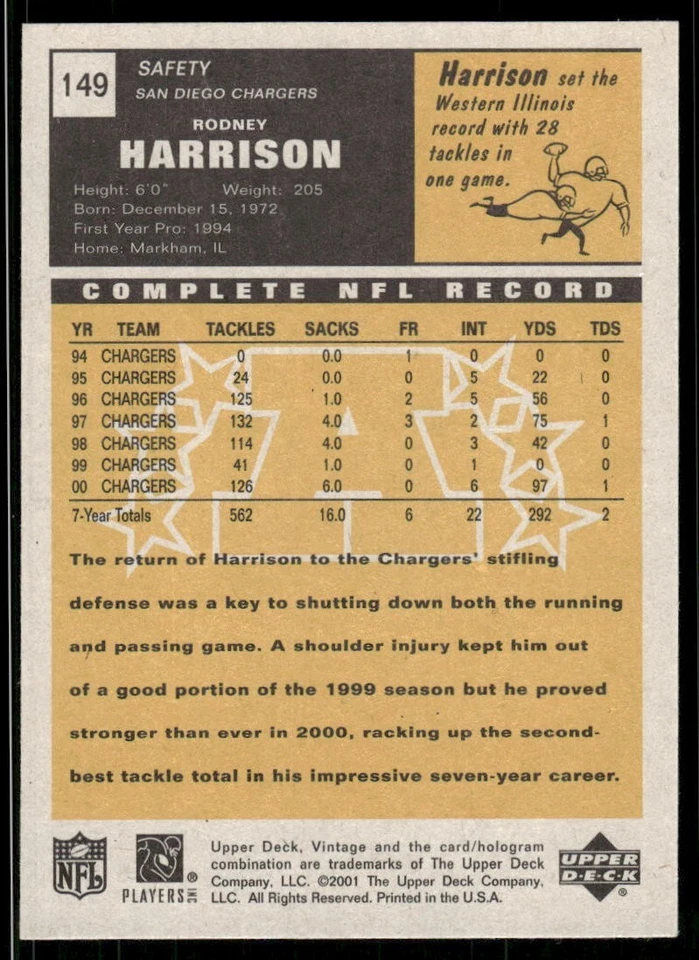 149
SAFETY
SAN DIEGO CHARGERS
RODNEY
HARRISON
Height: 6'0" Weight: 205
Born: December 15, 1972
First Year Pro: 1994
Home: Markham, IL
Harrison set the
Western Illinois
record with 28
tackles in
one game.
COMPLETE NFL RECORD
YR TEAM TACKLES SACKS FR INT YDS TDS
94 CHARGERS 0 0.0 1 0 0 0
95 CHARGERS 24 0.0 0 5 22 0
96 CHARGERS 125 1.0 2 5 56 0
97 CHARGERS 132 4.0 3 2 75 1
98 CHARGERS 114 4.0 0 3 42 0
99 CHARGERS 41 1.0 0 1 0 0
00 CHARGERS 126 6.0 0 6 97 1
7-Year Totals 562 16.0 6 22 292 2
The return of Harrison to the Chargers' stifling
defense was a key to shutting down both the running
and passing game. A shoulder injury kept him out
of a good portion of the 1999 season but he proved
stronger than ever in 2000, racking up the second-
best tackle total in his impressive seven-year career.
NFL
PLAYERS INC
®
Upper Deck, Vintage and the card/hologram
combination are trademarks of The Upper Deck
Company, LLC. ©2001 The Upper Deck Company,
LLC. All Rights Reserved. Printed in the U.S.A.
UPPER
D•E•C•K
®